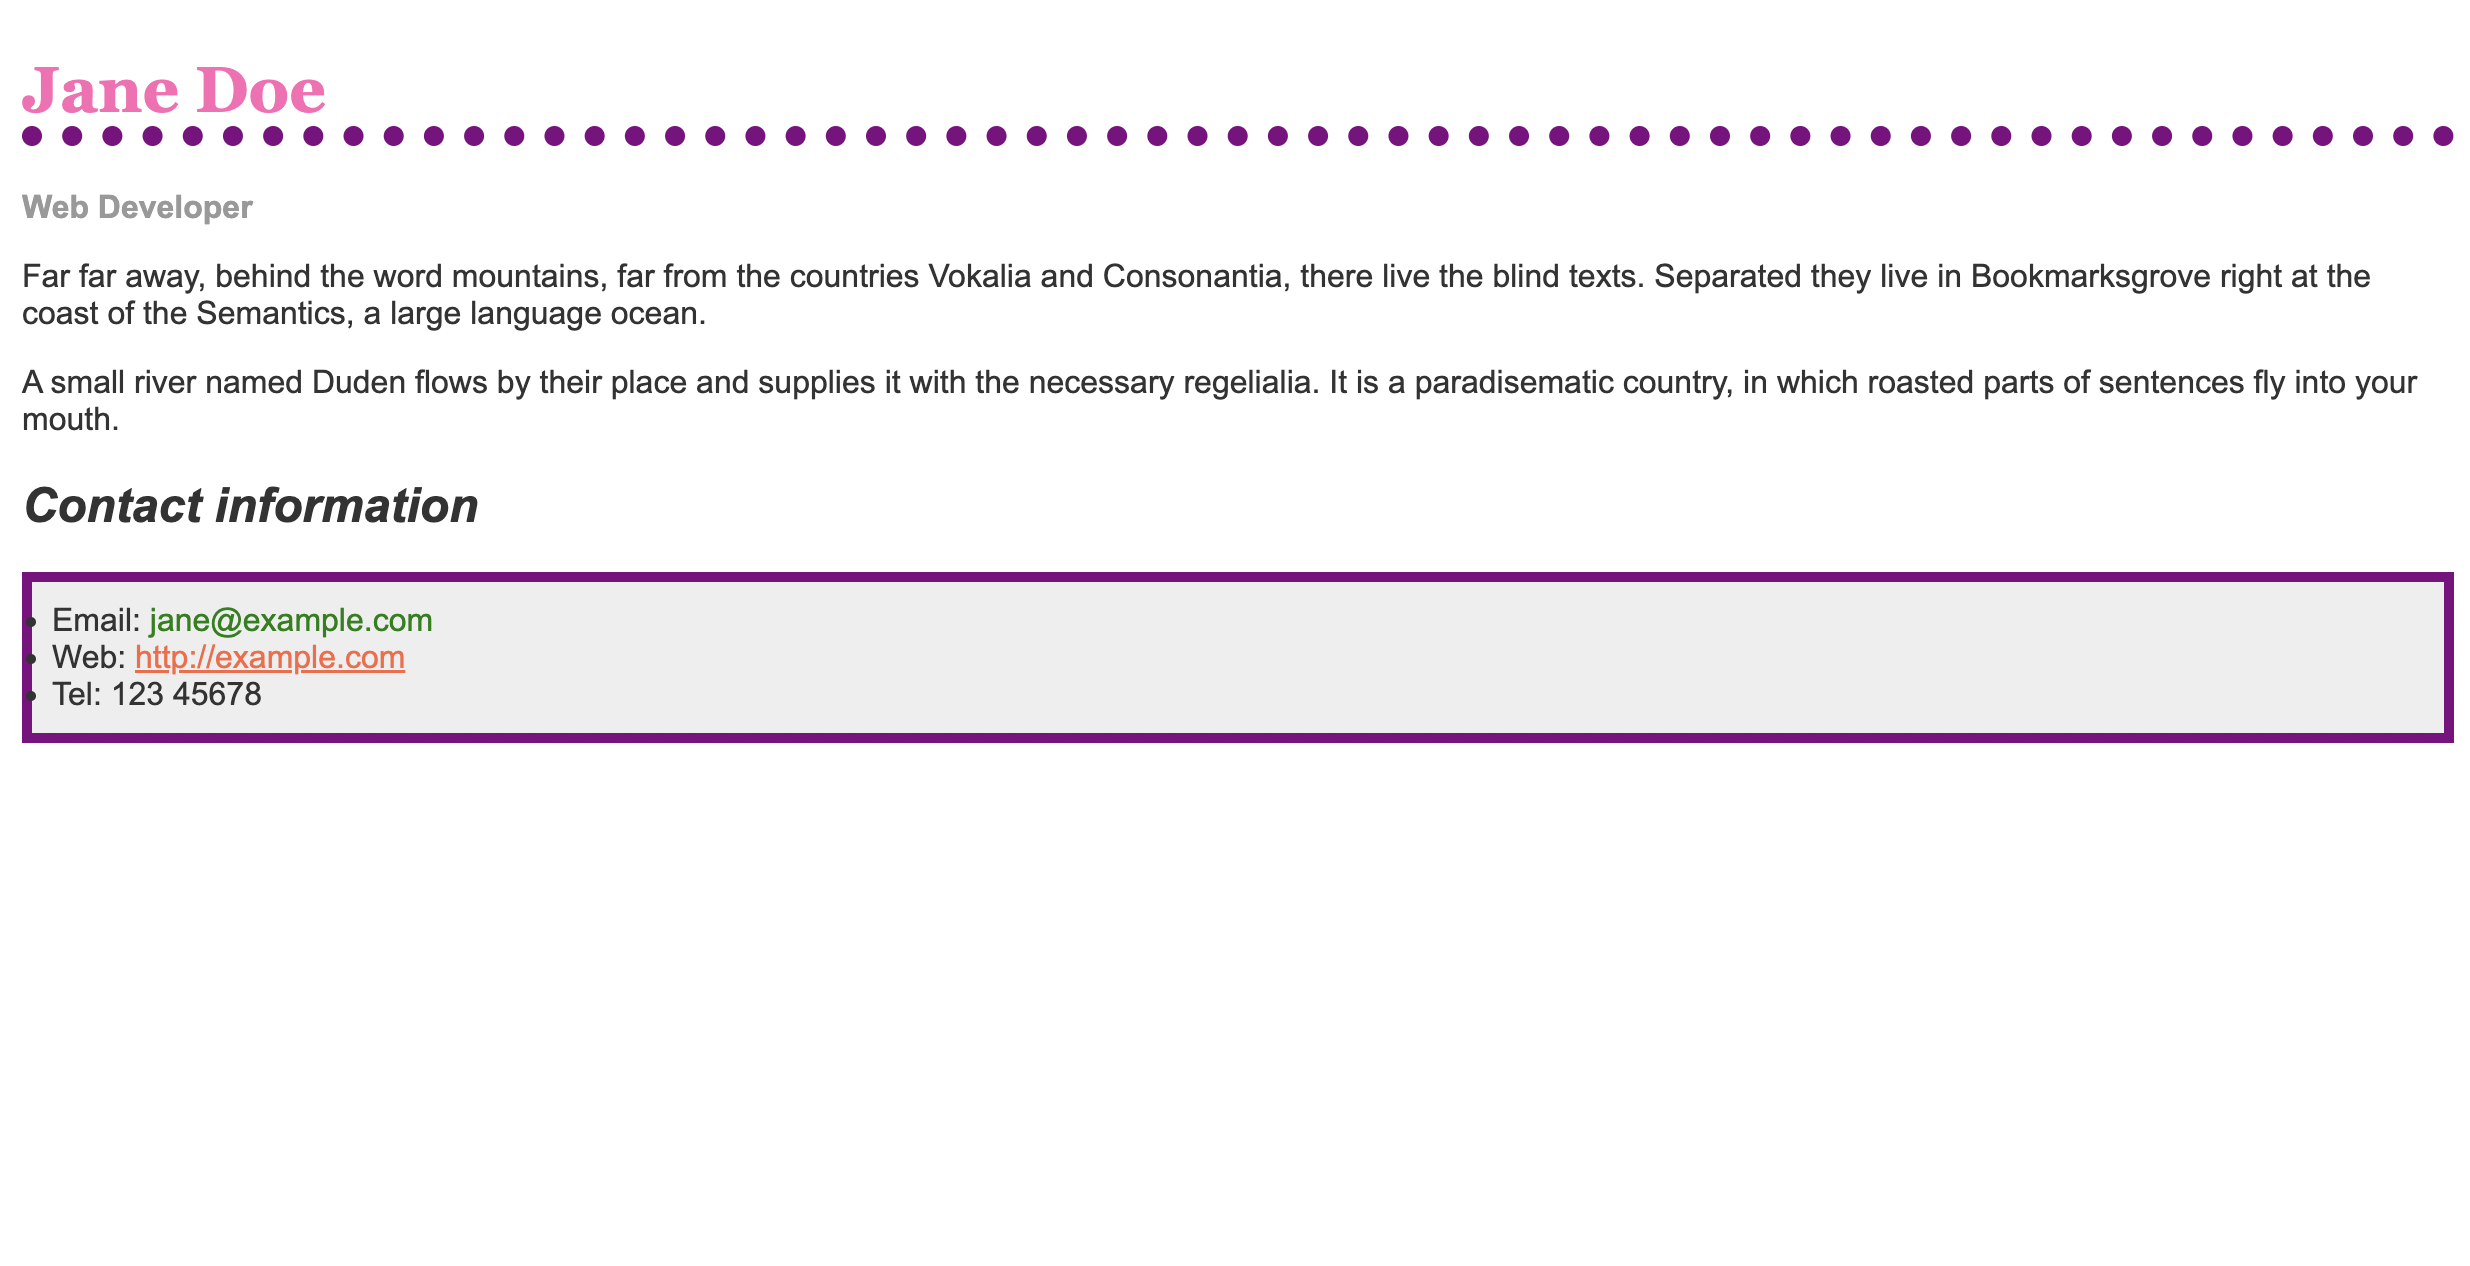 Jane Doe
Web Developer
Far far away, behind the word mountains, far from the countries Vokalia and Consonantia, there live the blind texts. Separated they live in Bookmarksgrove right at the
coast of the Semantics, a large language ocean.
A small river named Duden flows by their place and supplies it with the necessary regelialia. It is a paradisematic country, in which roasted parts of sentences fly into your
mouth.
Contact information
Email: jane@example.com
Web: http://example.com
Tel: 123 45678